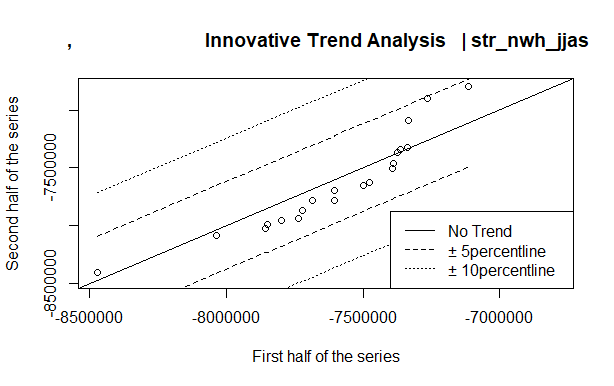 , Innovative Trend Analysis | str_nwh_jjas
Second half of the series
-7500000
-8500000
No Trend
± 5percentline
± 10percentline
-8500000 -8000000 -7500000 -7000000
First half of the series